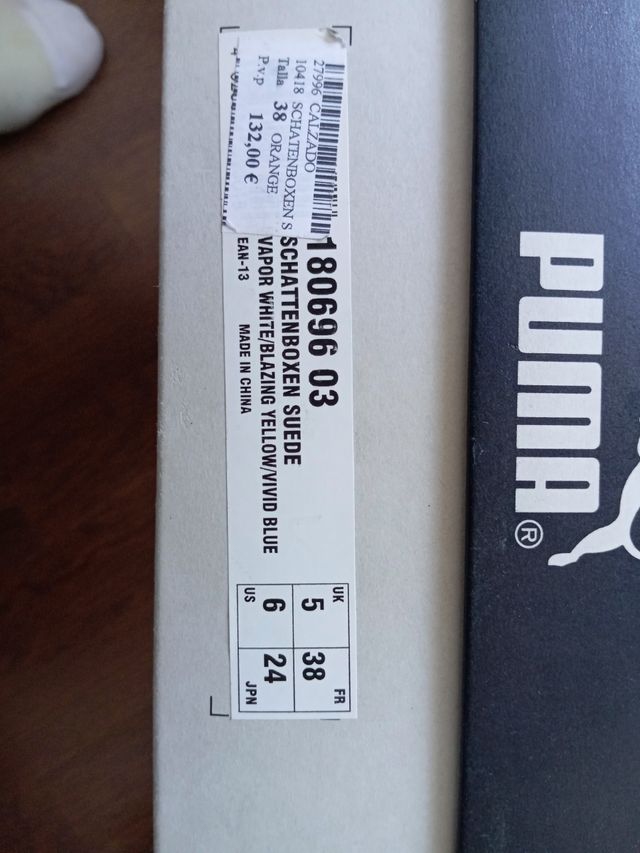 27996 CALZADO
10418 SCHATENBOXEN S
Talla 38 ORANGE
P.v.p 132,00 €
180696 03
SCHATTENBOXEN SUEDE
VAPOR WHITE/BLAZING YELLOW/VIVID BLUE
EAN-13 MADE IN CHINA
UK 5 38 FR
US 6 24 JPN
PUMA®